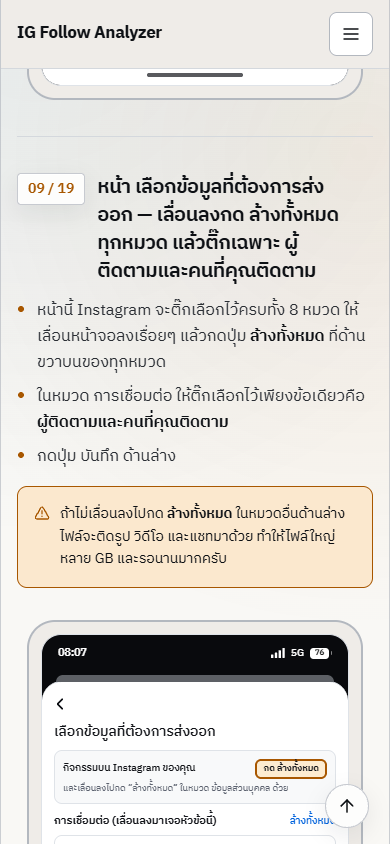 IG Follow Analyzer
09 / 19
หน้า เลือกข้อมูลที่ต้องการส่ง
ออก — เลื่อนลงกด ล้างทั้งหมด
ทุกหมวด แล้วติ๊กเฉพาะ ผู้
ติดตามและคนที่คุณติดตาม
หน้านี้ Instagram จะติ๊กเลือกไว้ครบทั้ง 8 หมวด ให้
เลื่อนหน้าจอลงเรื่อยๆ แล้วกดปุ่ม ล้างทั้งหมด ที่ด้าน
ขวาบนของทุกหมวด
ในหมวด การเชื่อมต่อ ให้ติ๊กเลือกไว้เพียงข้อเดียวคือ
ผู้ติดตามและคนที่คุณติดตาม
กดปุ่ม บันทึก ด้านล่าง
ถ้าไม่เลื่อนลงไปกด ล้างทั้งหมด ในหมวดอื่นด้านล่าง
ไฟล์จะติดรูป วิดีโอ และแชทมาด้วย ทำให้ไฟล์ใหญ่
หลาย GB และรอนานมากครับ
08:07
5G 76
เลือกข้อมูลที่ต้องการส่งออก
กิจกรรมบน Instagram ของคุณ
กด ล้างทั้งหมด
และเลื่อนลงไปกด "ล้างทั้งหมด" ในหมวด ข้อมูลส่วนบุคคล ด้วย
การเชื่อมต่อ (เลื่อนลงมาเจอหัวข้อนี้)
ล้างทั้งหมด